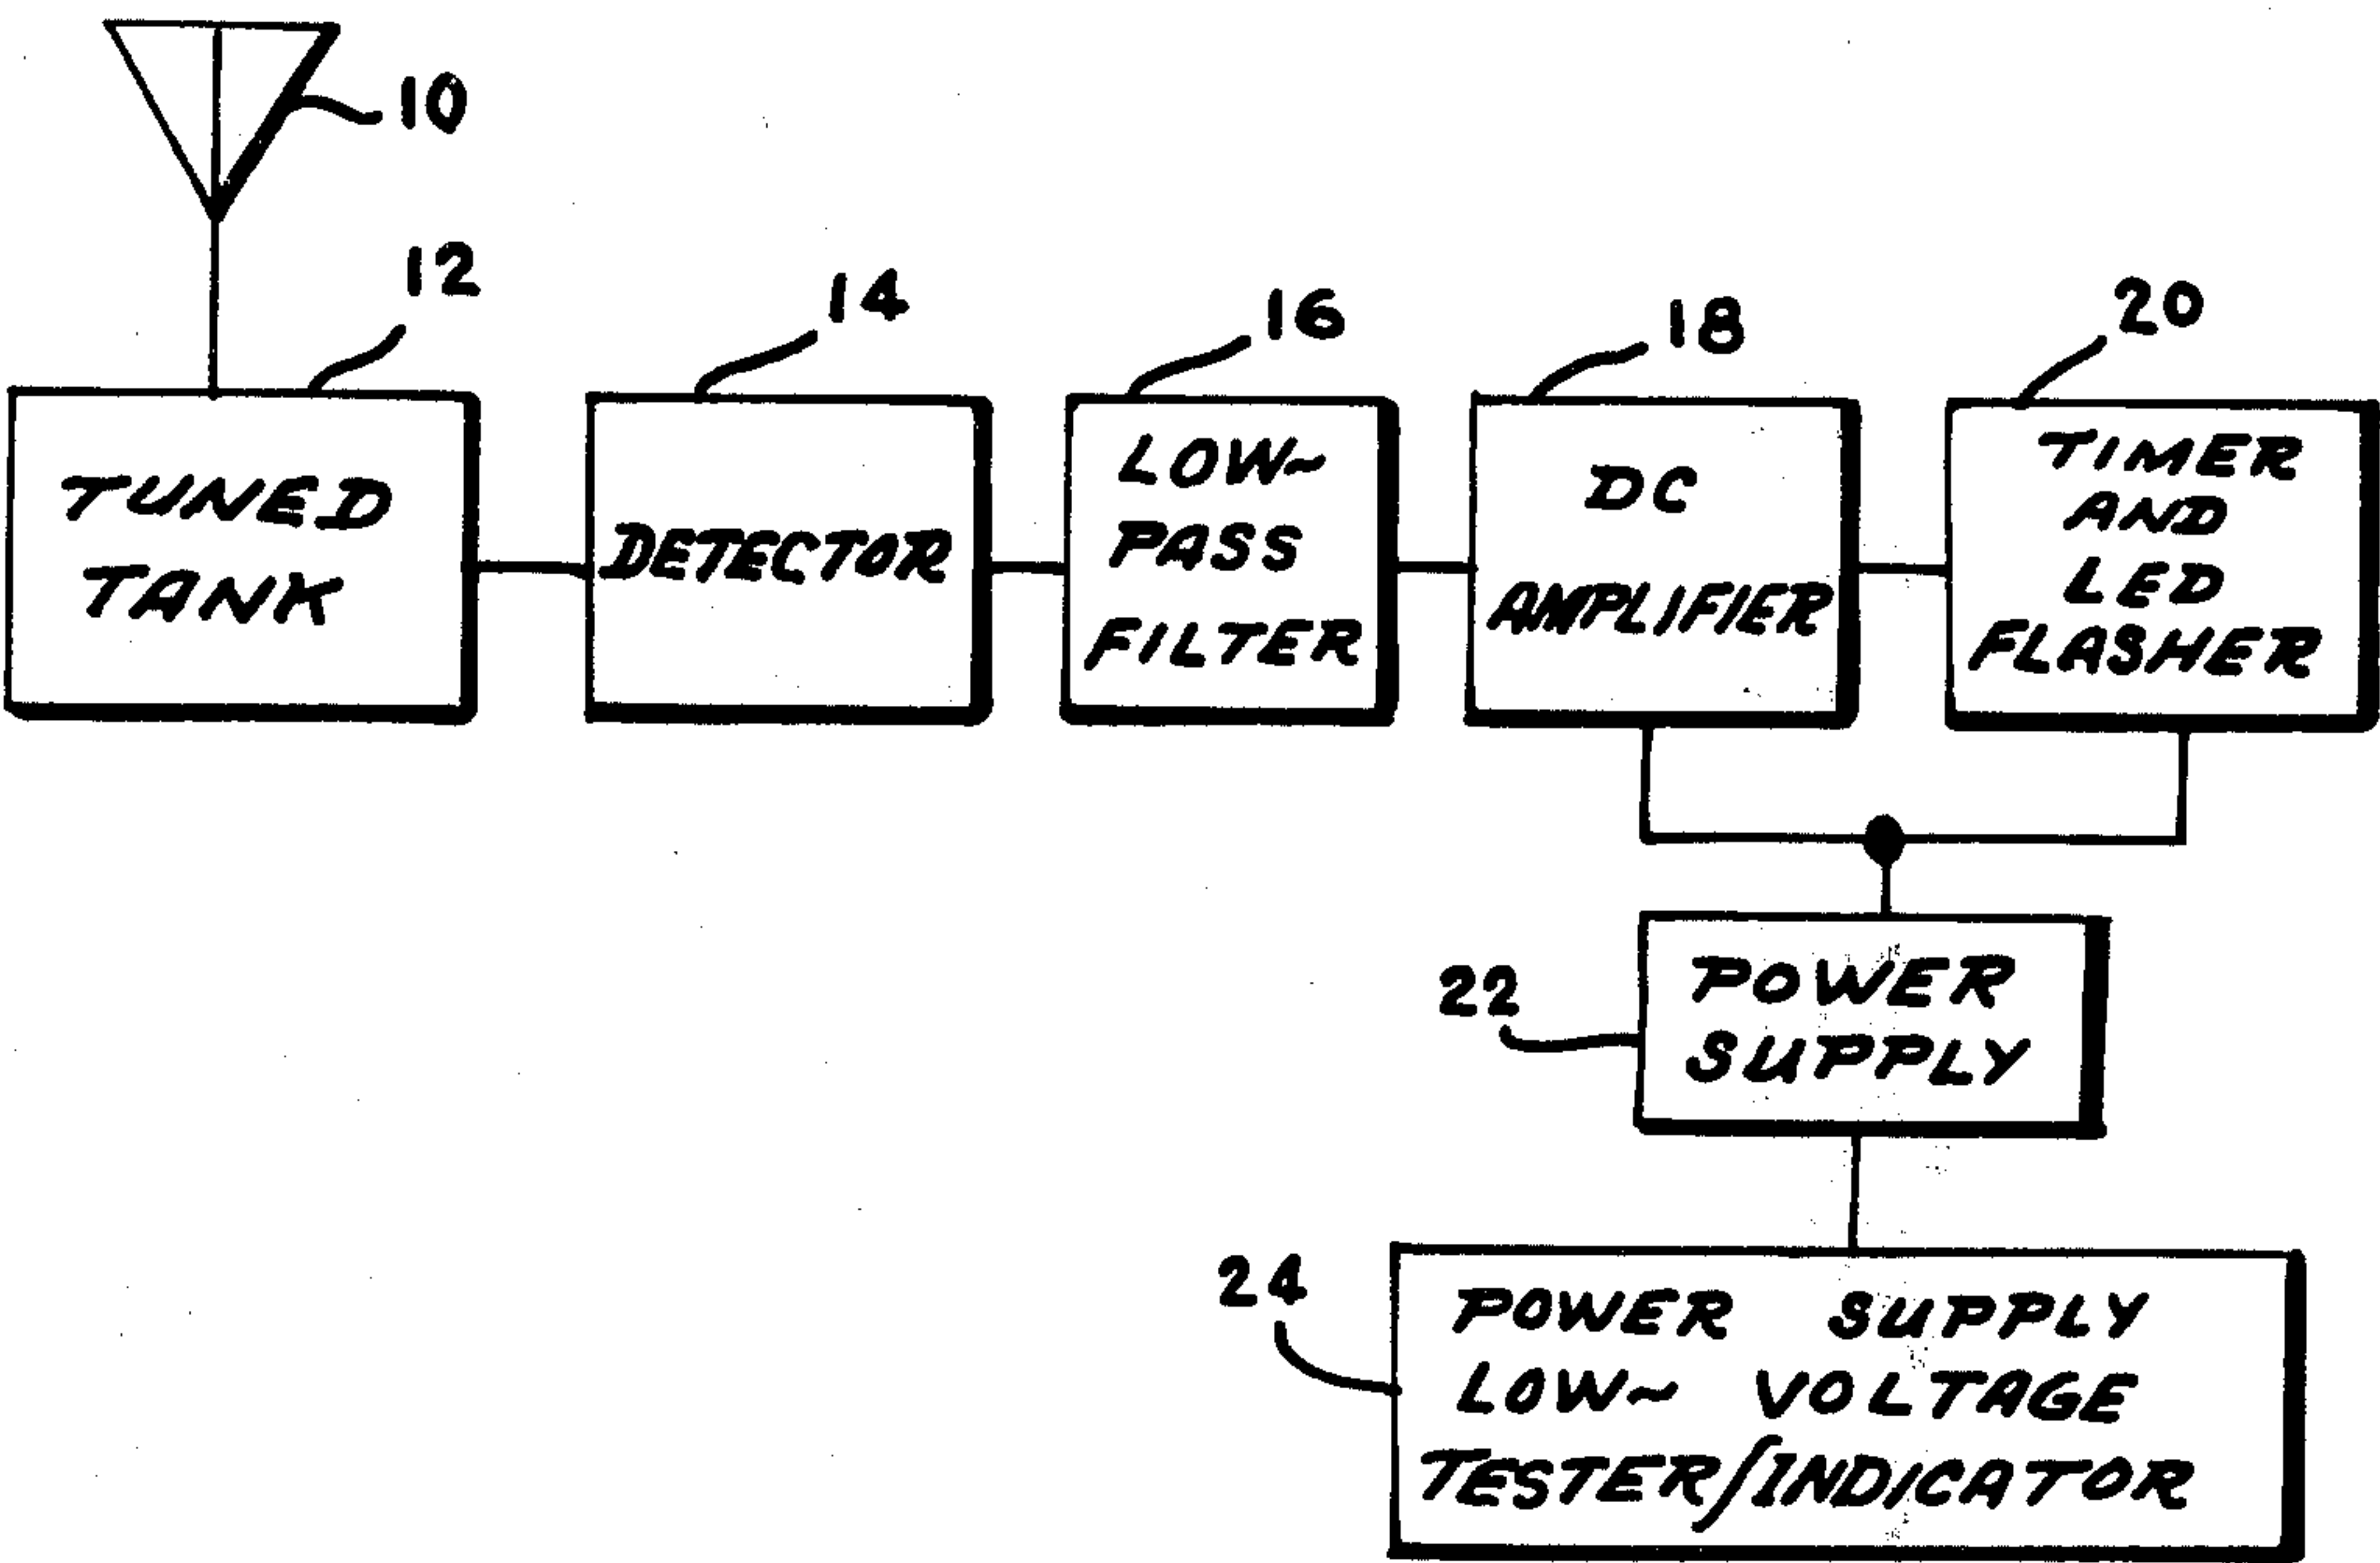 10
12
14
16
18
20
TUNED
TANK
DETECTOR
LOW~
PASS
FILTER
DC
AMPLIFIER
TIMER
AND
LED
FLASHER
22
POWER
SUPPLY
24
POWER SUPPLY
LOW~ VOLTAGE
TESTER/INDICATOR